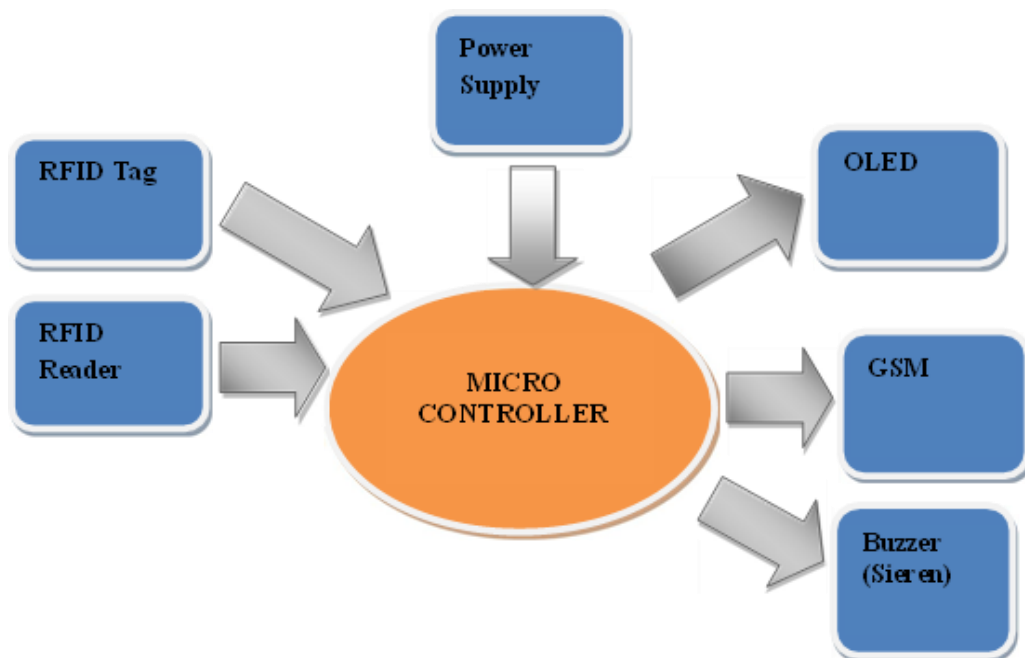 Power
Supply
RFID Tag
OLED
RFID
Reader
MICRO
CONTROLLER
GSM
Buzzer
(Sieren)